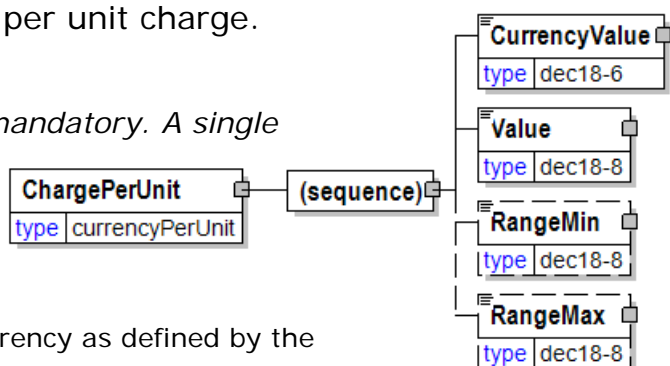 per unit charge.
CurrencyValue
type dec18-6
mandatory. A single
Value
type dec18-8
ChargePerUnit
type currencyPerUnit
(sequence)
RangeMin
type dec18-8
RangeMax
type dec18-8
rency as defined by the